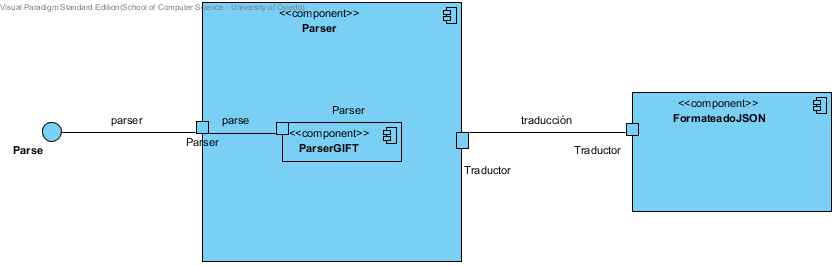 Visual Paradigm Standard Edition(School of Computer Science - University of Oviedo)
<<component>>
Parser
Parser
parser
parse
<<component>>
ParserGIFT
Parser
Parse
traducción
Traductor
Traductor
<<component>>
FormateadoJSON